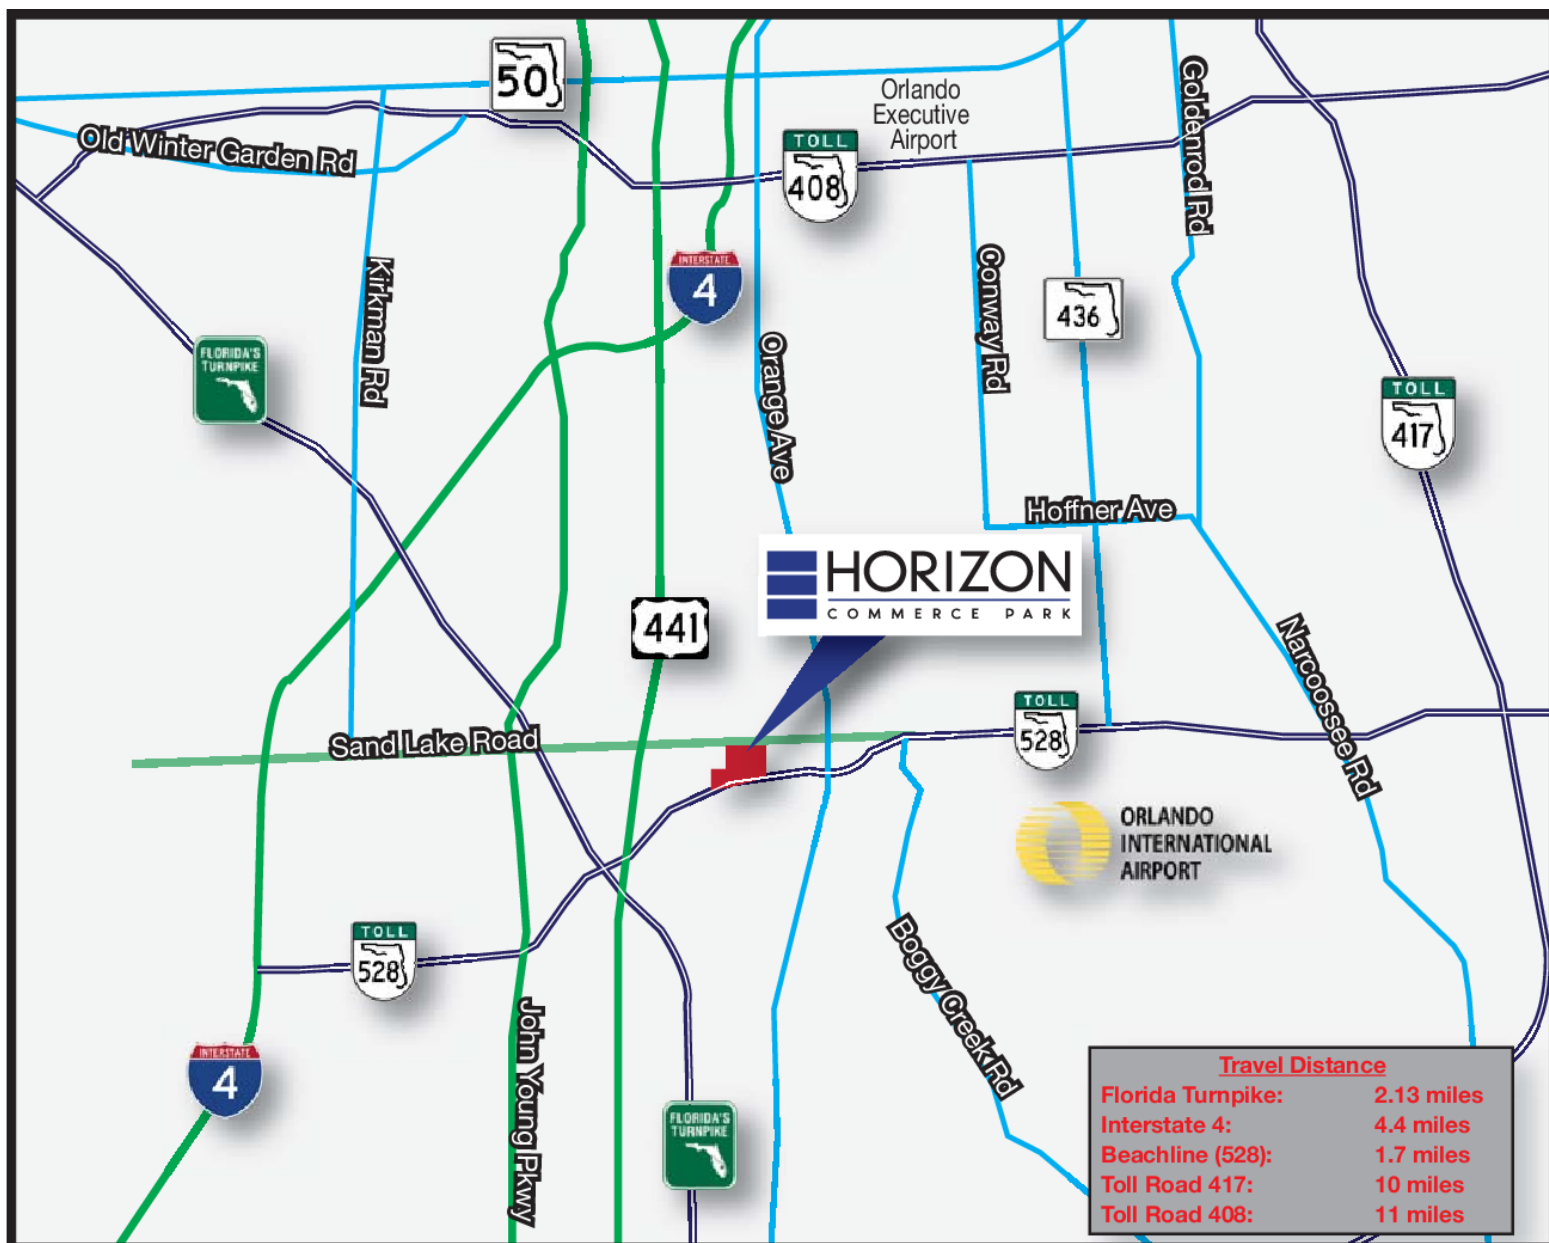 50
Orlando
Executive
Airport
Goldenrod Rd
Old Winter Garden Rd
TOLL
408
INTERSTATE
4
Kirkman Rd
Conway Rd
436
FLORIDA'S
TURNPIKE
Orange Ave
TOLL
417
Hoffner Ave
HORIZON
COMMERCE PARK
441
Narcoossee Rd
Sand Lake Road
TOLL
528
ORLANDO
INTERNATIONAL
AIRPORT
TOLL
528
Boggy Creek Rd
John Young Pkwy
INTERSTATE
4
FLORIDA'S
TURNPIKE
Travel Distance
Florida Turnpike: 2.13 miles
Interstate 4: 4.4 miles
Beachline (528): 1.7 miles
Toll Road 417: 10 miles
Toll Road 408: 11 miles